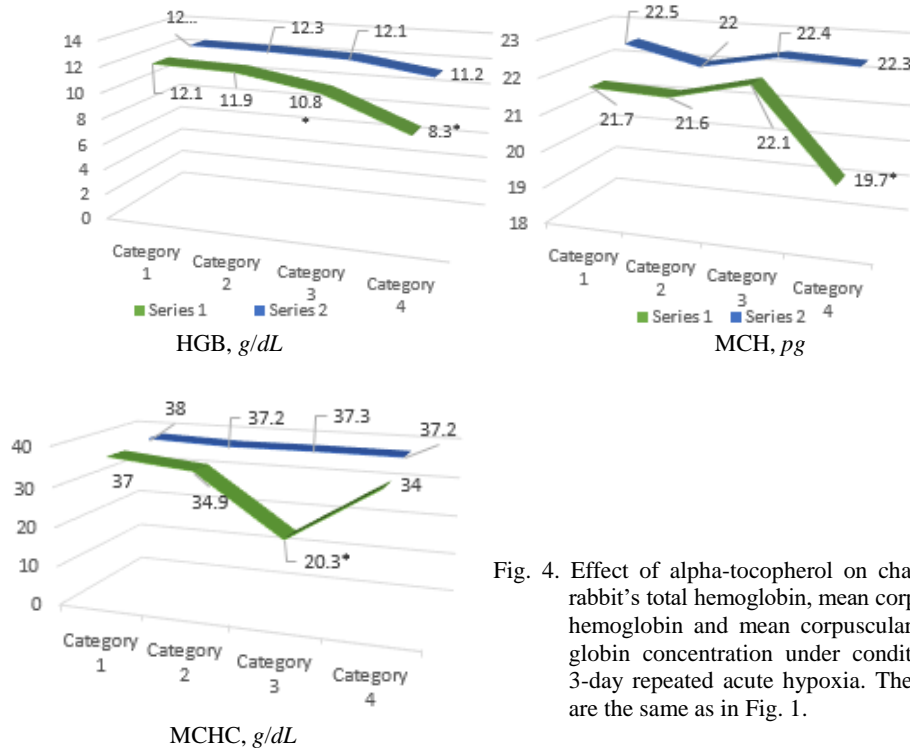 14
12
10
8
6
4
2
0
12...
12.3
12.1
11.2
12.1
11.9
10.8
*
8.3*
Category 1
Category 2
Category 3
Category 4
Series 1 Series 2
HGB, g/dL
23
22
21
20
19
18
22.5
22
22.4
22.3
21.7
21.6
22.1
19.7*
Category 1
Category 2
Category 3
Category 4
Series 1 Series 2
MCH, pg
40
30
20
10
0
38
37.2
37.3
37.2
37
34.9
20.3*
34
Category 1
Category 2
Category 3
Category 4
MCHC, g/dL
Fig. 4. Effect of alpha-tocopherol on cha
rabbit's total hemoglobin, mean corp
hemoglobin and mean corpuscular
globin concentration under condit
3-day repeated acute hypoxia. The
are the same as in Fig. 1.